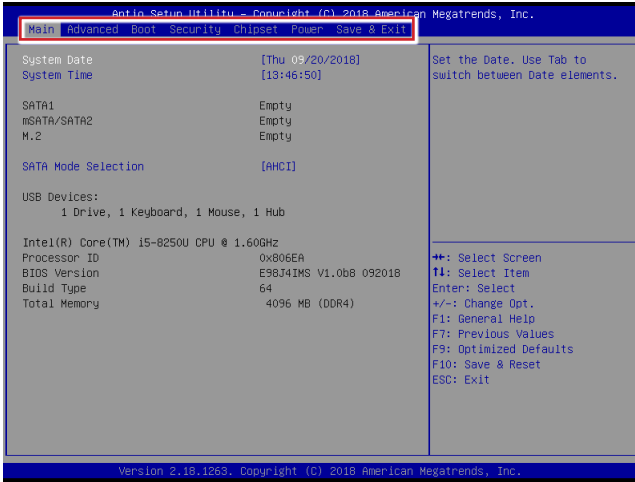 Aptio Setup Utility – Copyright (C) 2018 American Megatrends, Inc.
Main Advanced Boot Security Chipset Power Save & Exit
System Date [Thu 09/20/2018]
System Time [13:46:50]
SATA1 Empty
mSATA/SATA2 Empty
M.2 Empty
SATA Mode Selection [AHCI]
USB Devices:
1 Drive, 1 Keyboard, 1 Mouse, 1 Hub
Intel(R) Core(TM) i5-8250U CPU @ 1.60GHz
Processor ID 0x806EA
BIOS Version E98J4IMS V1.0b8 092018
Build Type 64
Total Memory 4096 MB (DDR4)
Set the Date. Use Tab to
switch between Date elements.
→←: Select Screen
↑↓: Select Item
Enter: Select
+/-: Change Opt.
F1: General Help
F7: Previous Values
F9: Optimized Defaults
F10: Save & Reset
ESC: Exit
Version 2.18.1263. Copyright (C) 2018 American Megatrends, Inc.